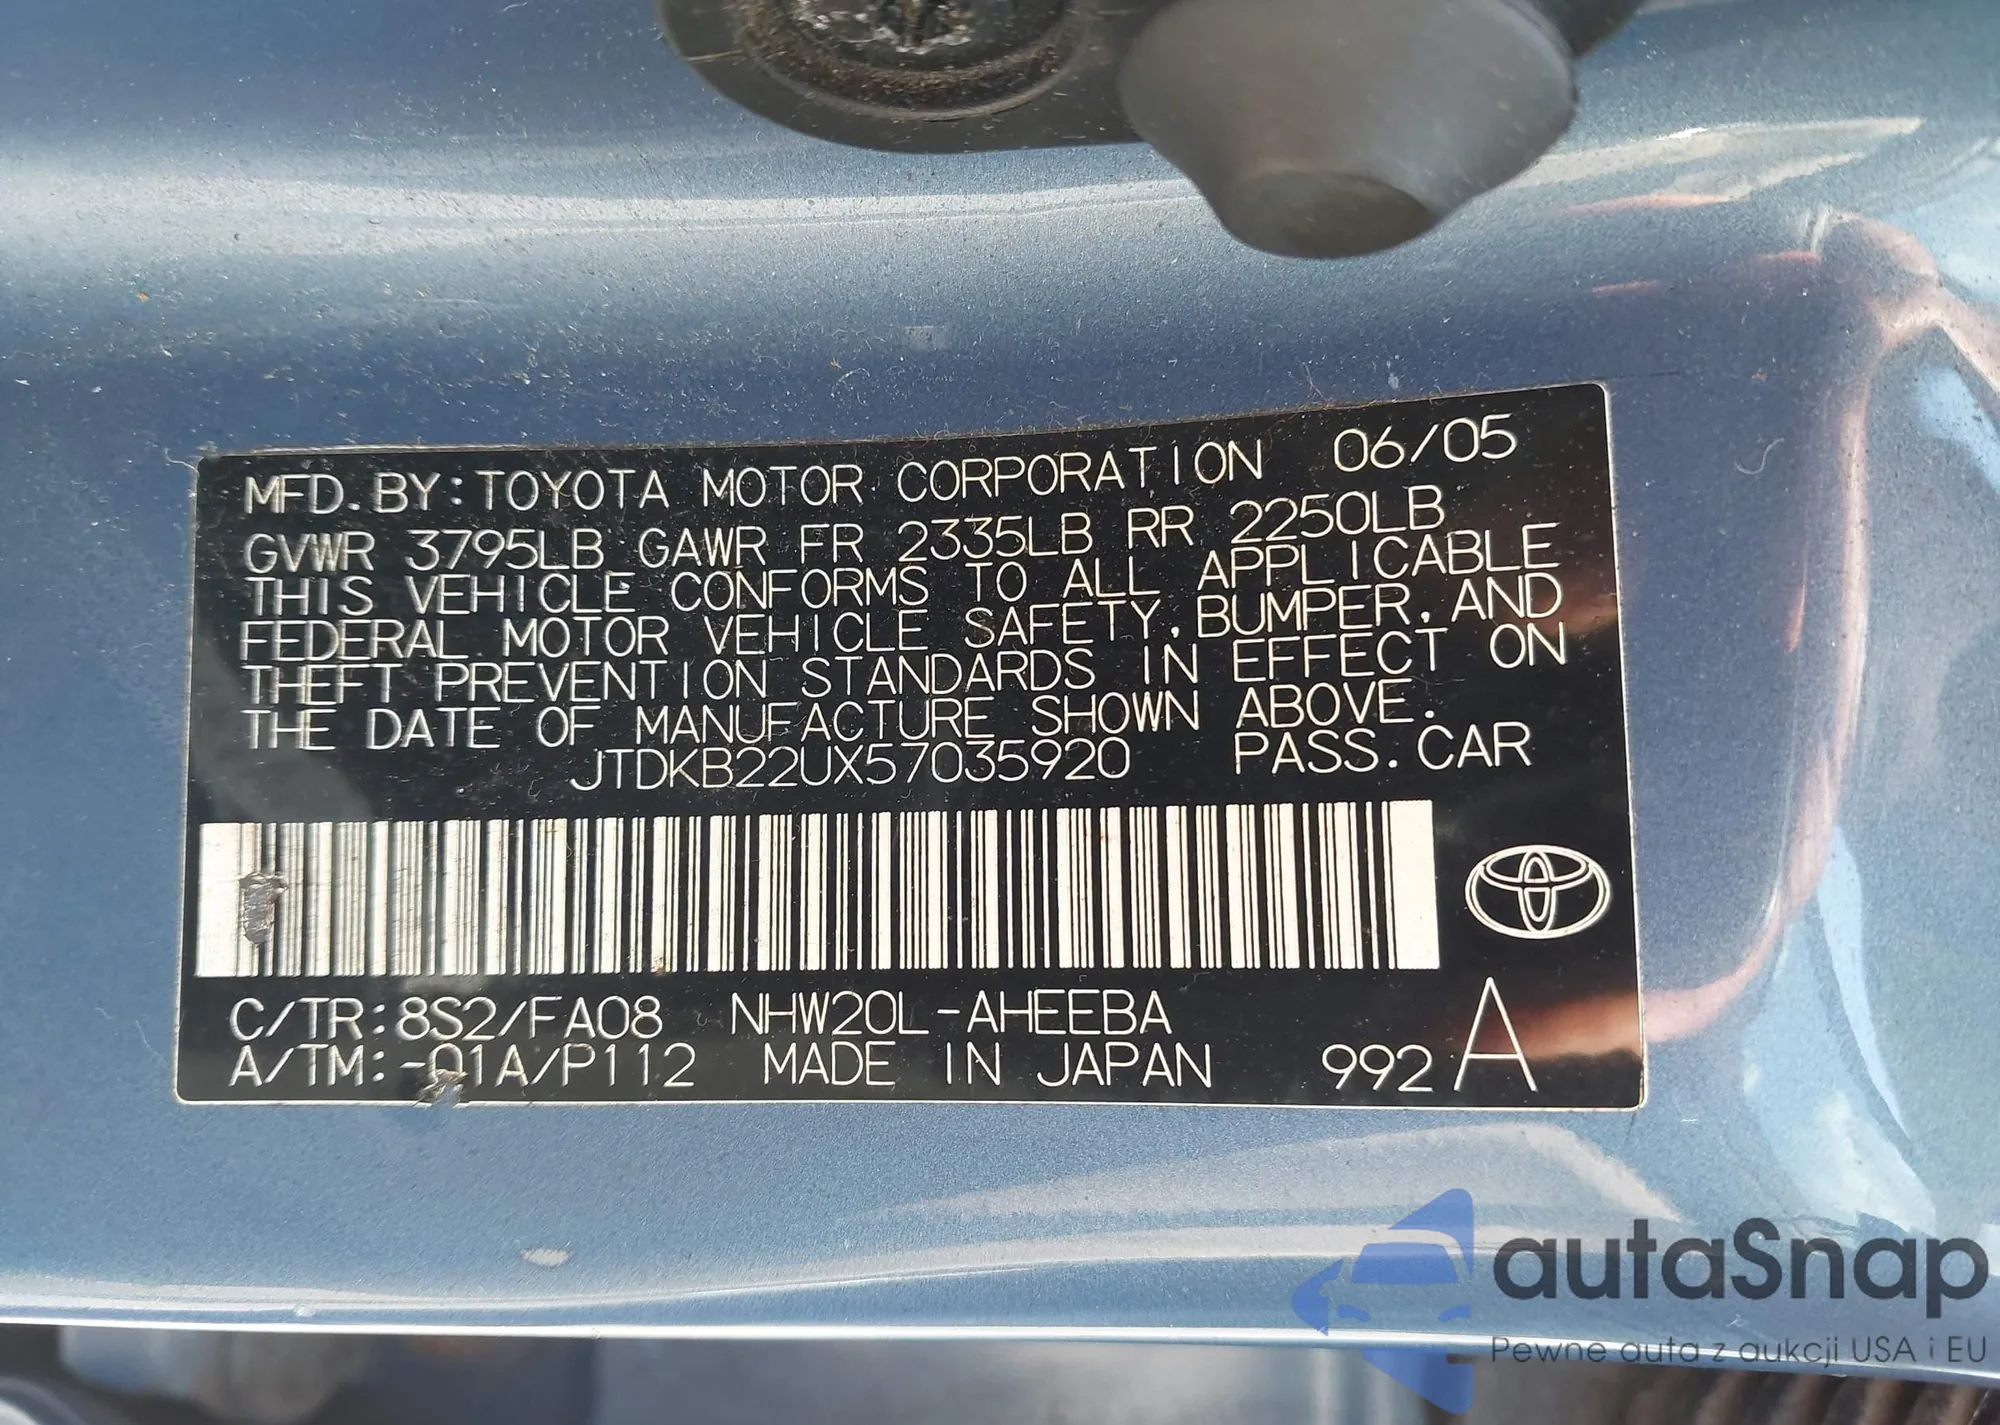 MFD. BY: TOYOTA MOTOR CORPORATION 06/05
GVWR 3795LB GAWR FR 2335LB RR 2250LB
THIS VEHICLE CONFORMS TO ALL APPLICABLE
FEDERAL MOTOR VEHICLE SAFETY, BUMPER, AND
THEFT PREVENTION STANDARDS IN EFFECT ON
THE DATE OF MANUFACTURE SHOWN ABOVE.
JTDKB22UX57035920 PASS. CAR
C/TR: 8S2/FA08 NHW20L-AHEEBA
A/TM: -01A/P112 MADE IN JAPAN 992 A
autaSnap
Pewne auta z aukcji USA i EU